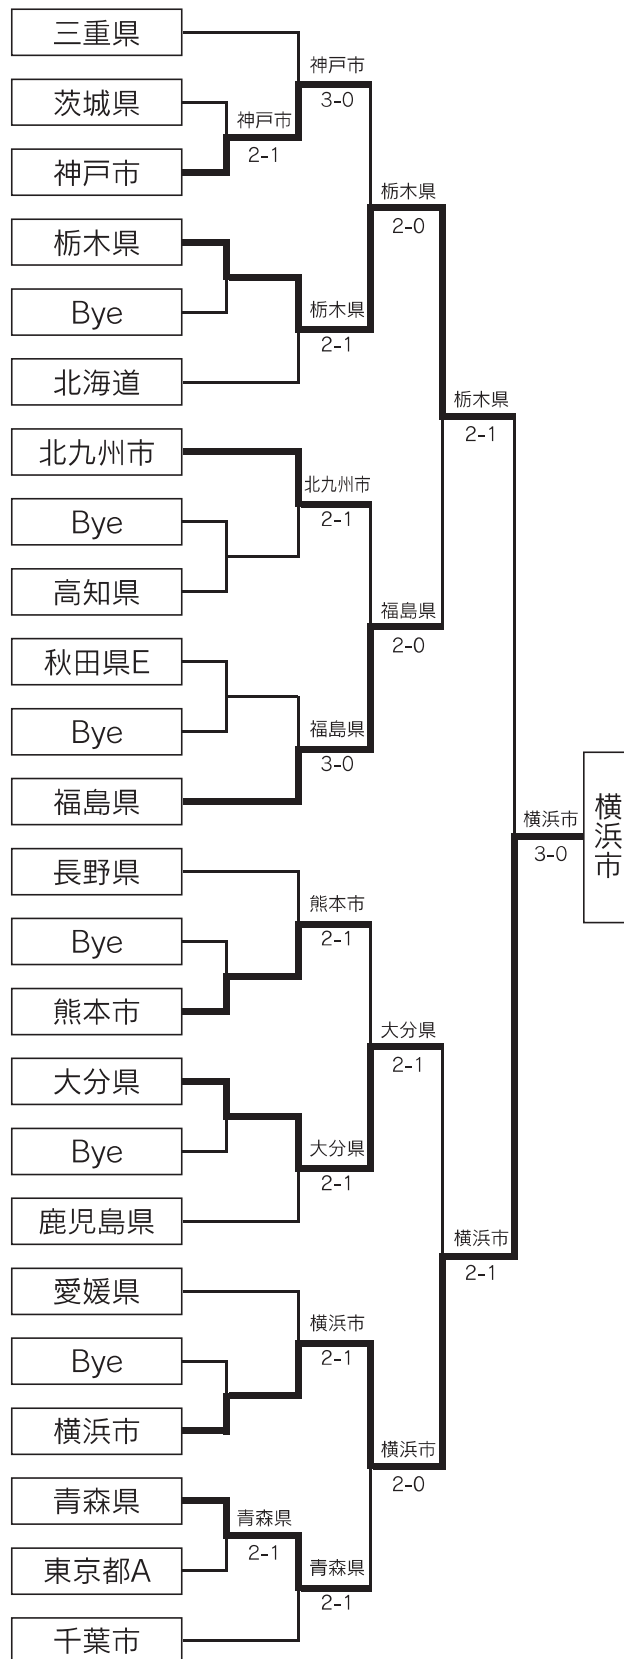 三重県
茨城県
神戸市
栃木県
Bye
北海道
北九州市
Bye
高知県
秋田県E
Bye
福島県
長野県
Bye
熊本市
大分県
Bye
鹿児島県
愛媛県
Bye
横浜市
青森県
東京都A
千葉市
神戸市
2-1
青森県
2-1
神戸市
3-0
栃木県
2-1
北九州市
2-1
福島県
3-0
熊本市
2-1
大分県
2-1
横浜市
2-1
青森県
2-1
栃木県
2-0
福島県
2-0
大分県
2-1
横浜市
2-0
栃木県
2-1
横浜市
2-1
横浜市
3-0
横浜市